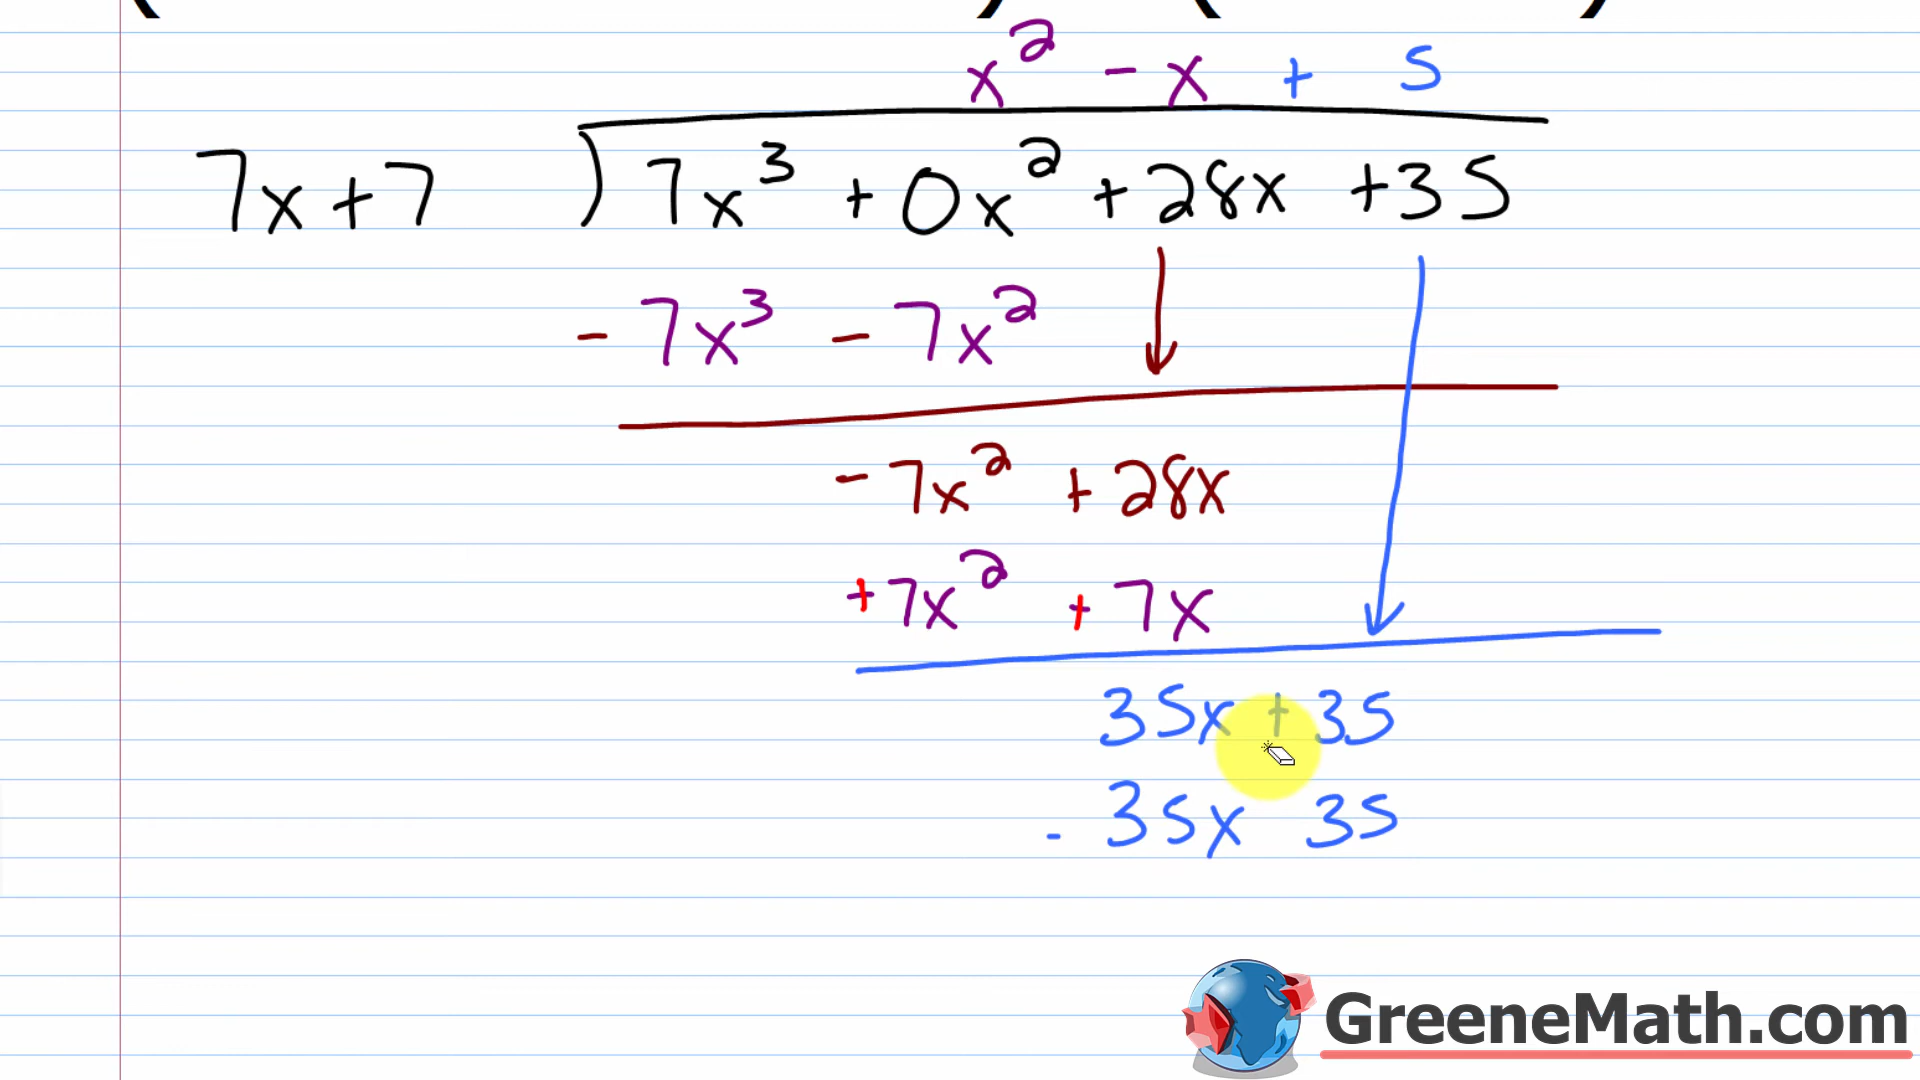 x² - x + 5
7x+7 ) 7x³ + 0x² + 28x + 35
- 7x³ - 7x²
- 7x² + 28x
+ 7x² + 7x
35x + 35
- 35x 35
GreeneMath.com